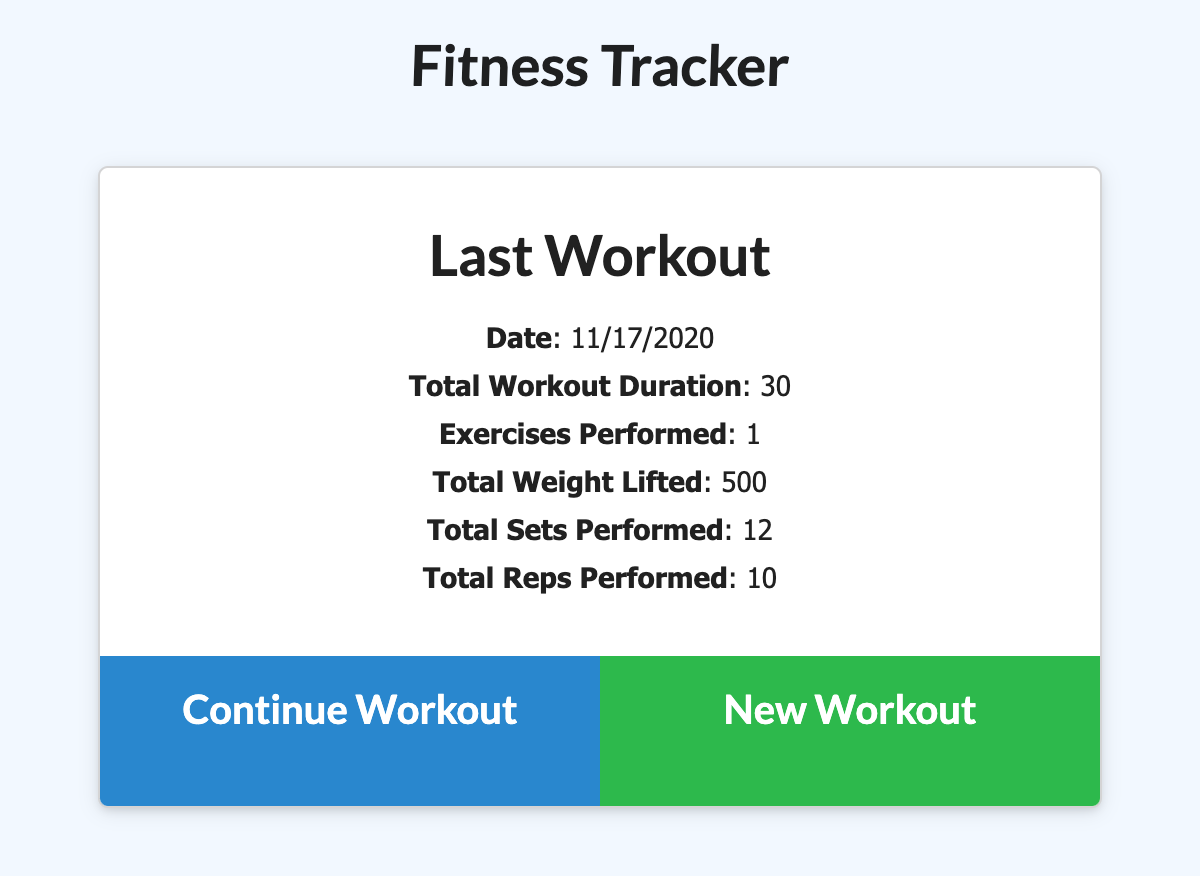 Fitness Tracker
Last Workout
Date: 11/17/2020
Total Workout Duration: 30
Exercises Performed: 1
Total Weight Lifted: 500
Total Sets Performed: 12
Total Reps Performed: 10
Continue Workout
New Workout